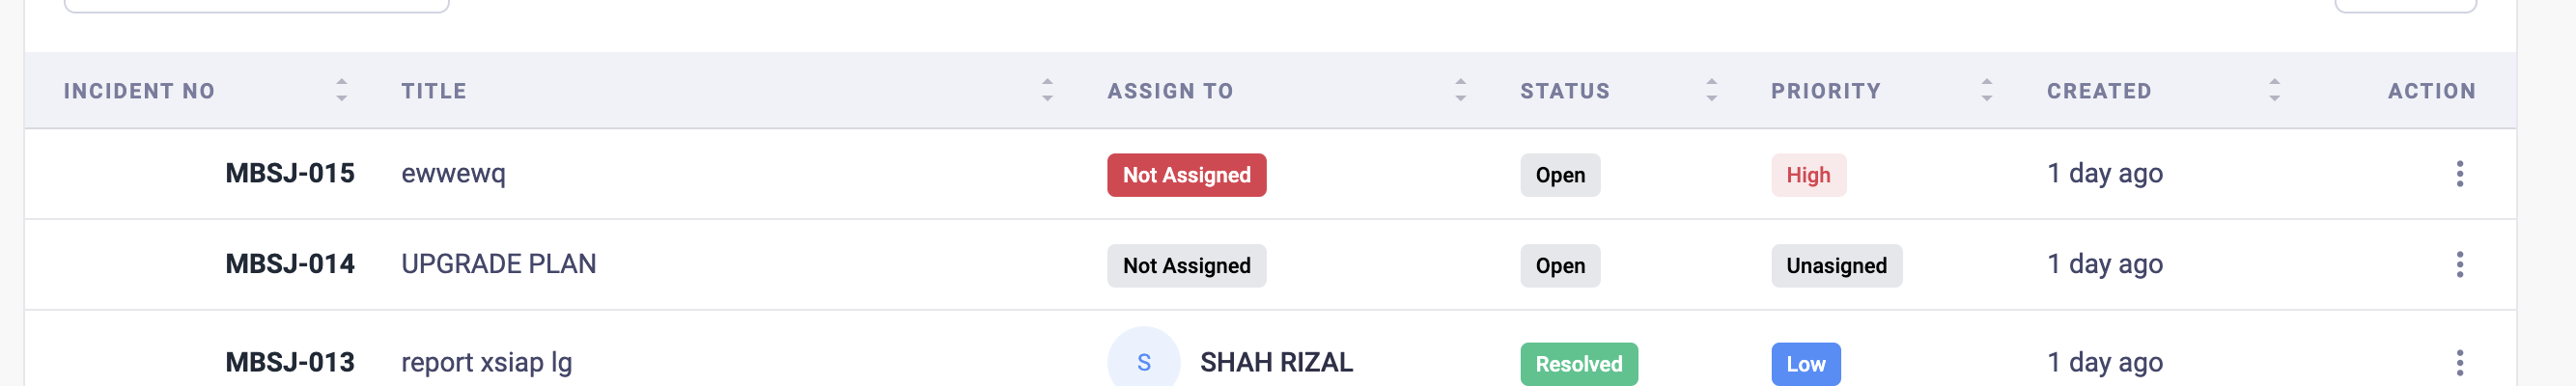 INCIDENT NO TITLE ASSIGN TO STATUS PRIORITY CREATED ACTION
MBSJ-015 ewwewq Not Assigned Open High 1 day ago
MBSJ-014 UPGRADE PLAN Not Assigned Open Unasigned 1 day ago
MBSJ-013 report xsiap lg S SHAH RIZAL Resolved Low 1 day ago